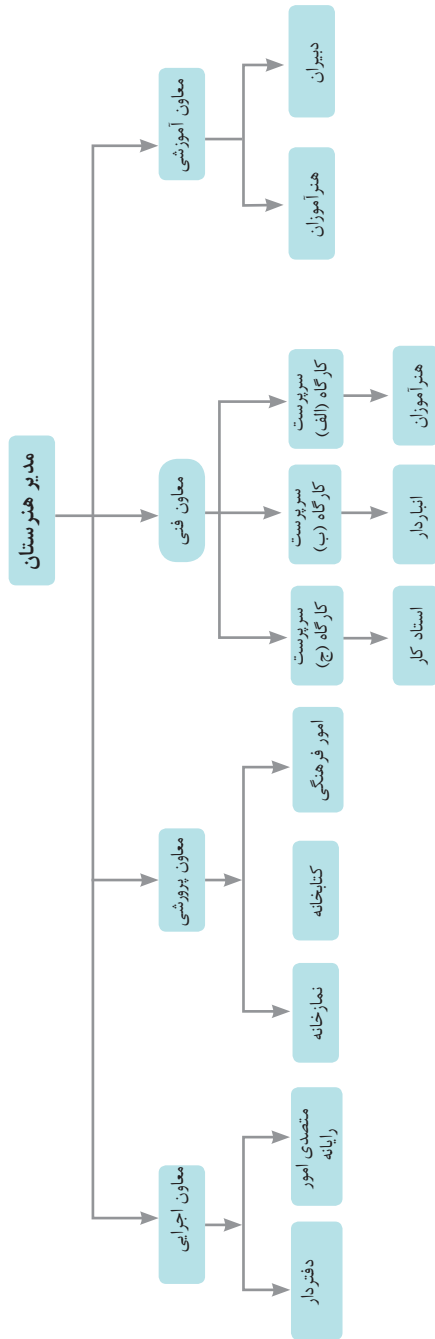 مدیر هنرستان
معاون آموزشی
معاون فنی
معاون پرورشی
معاون اجرایی
دبیران
هنرآموزان
سرپرست
کارگاه (الف)
سرپرست
کارگاه (ب)
سرپرست
کارگاه (ج)
امور فرهنگی
کتابخانه
نمازخانه
متصدی امور
رایانه
دفتردار
هنرآموزان
انباردار
استاد کار